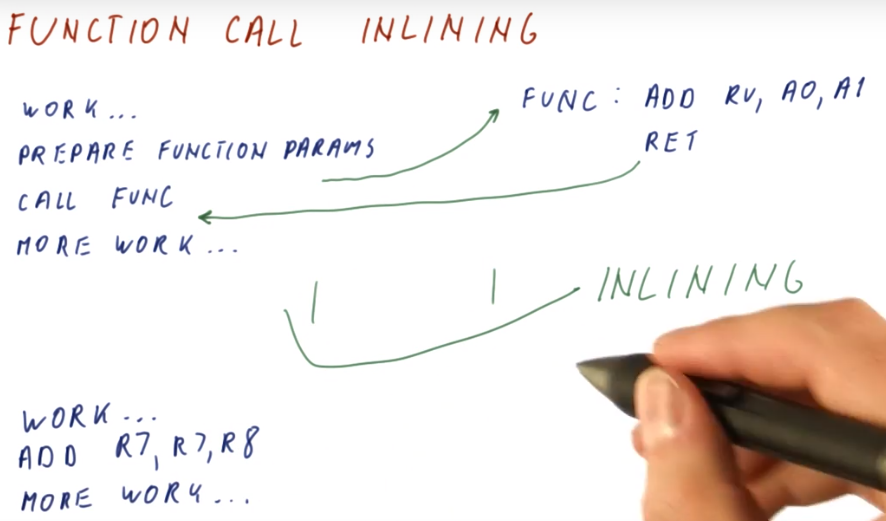 FUNCTION CALL INLINING
WORK...
PREPARE FUNCTION PARAMS
CALL FUNC
MORE WORK...
FUNC: ADD RV, A0, A1
RET
INLINING
WORK...
ADD R7, R7, R8
MORE WORK...